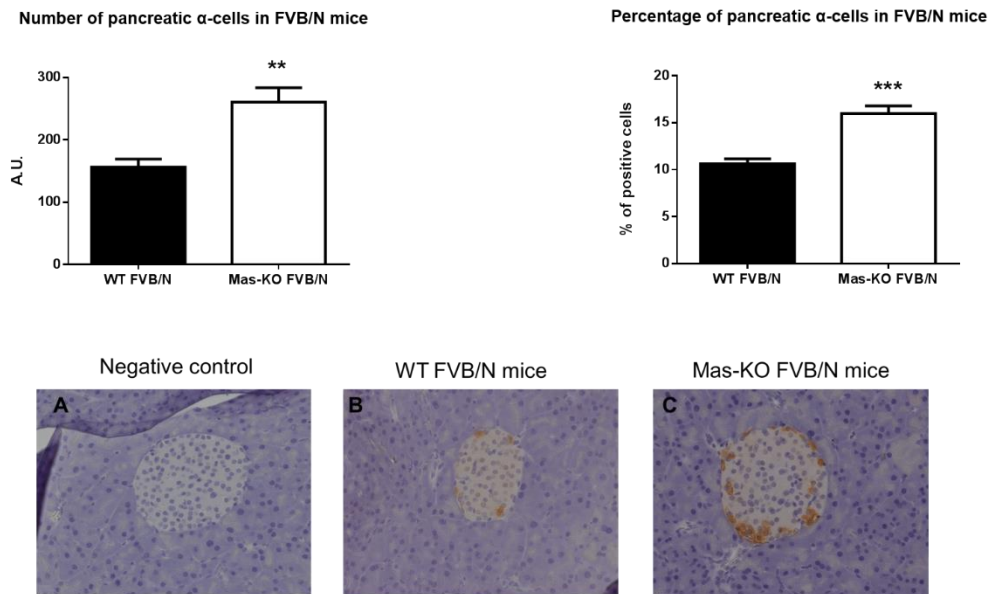 Number of pancreatic α-cells in FVB/N mice
**
300
200
100
0
A.U.
WT FVB/N
Mas-KO FVB/N
Percentage of pancreatic α-cells in FVB/N mice
***
20
15
10
5
0
% of positive cells
WT FVB/N
Mas-KO FVB/N
Negative control
WT FVB/N mice
Mas-KO FVB/N mice
A
B
C